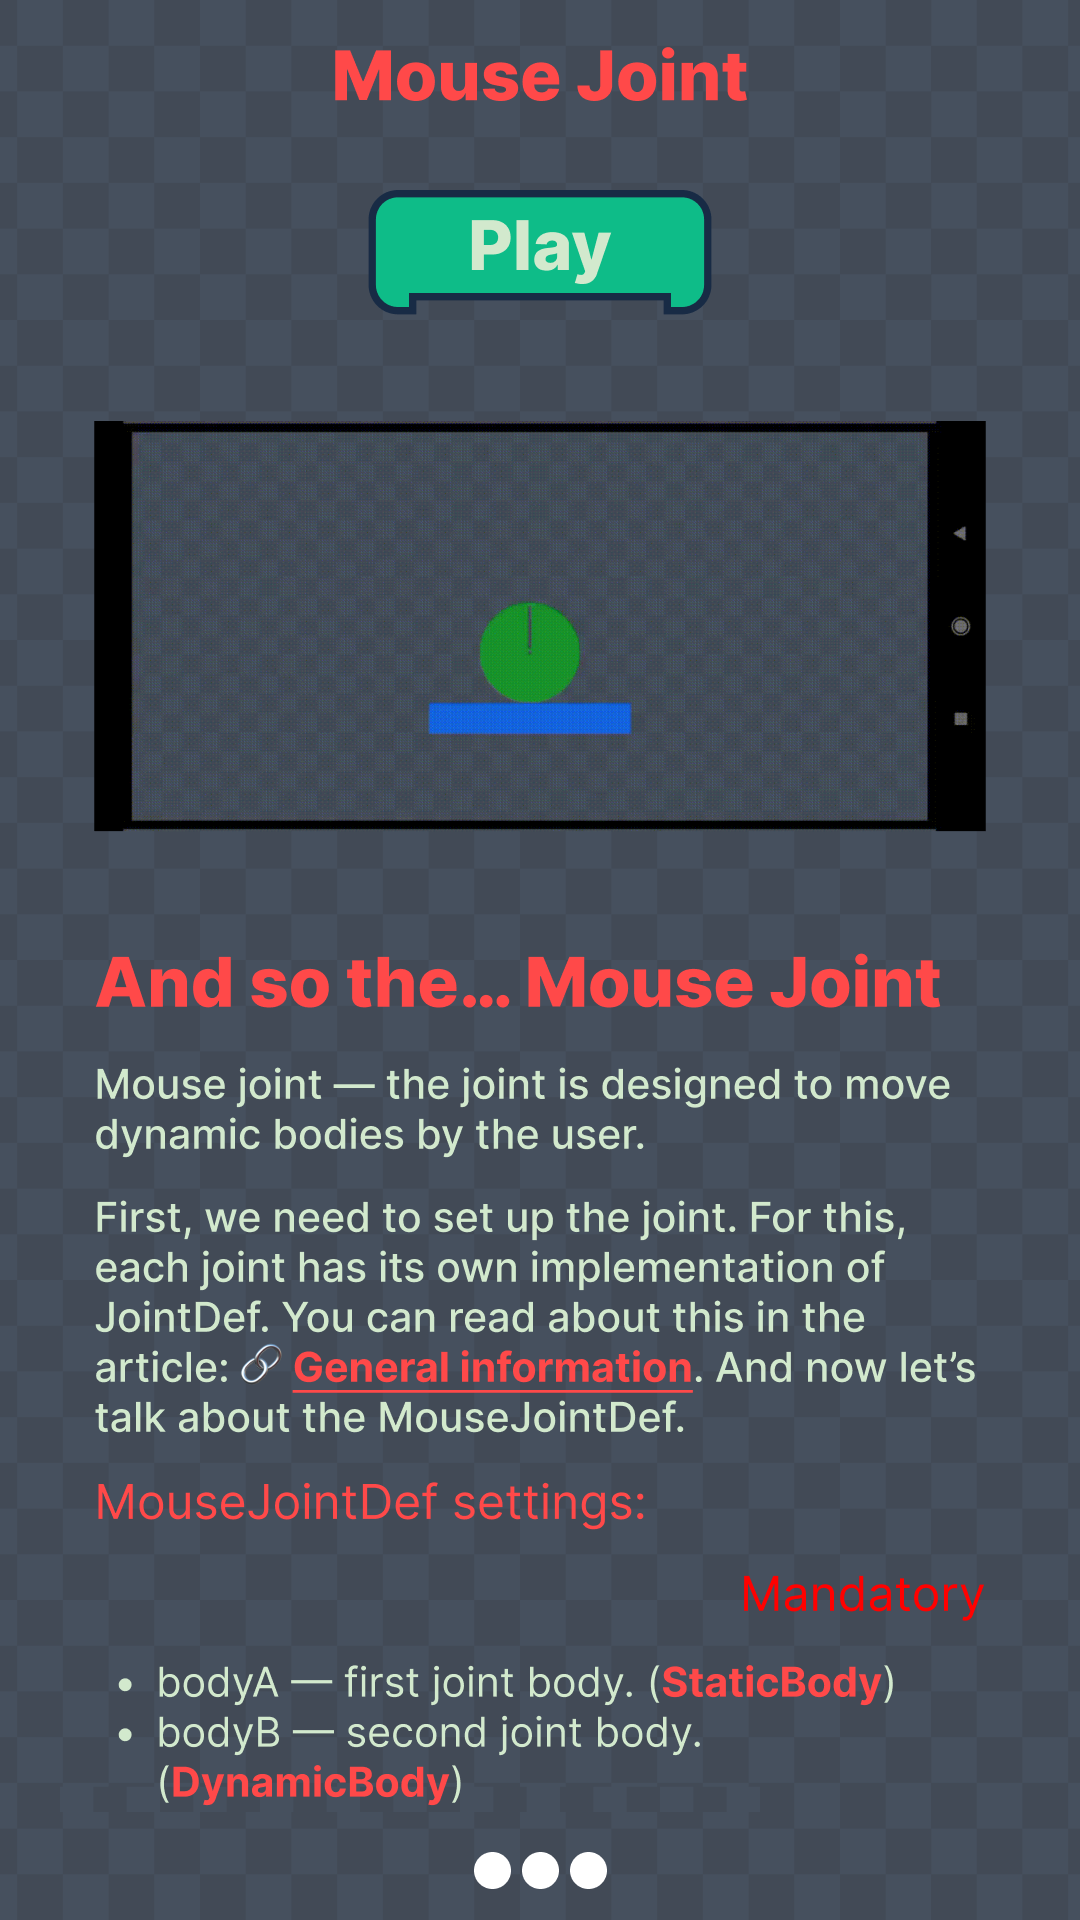 Mouse Joint
Play
And so the... Mouse Joint
Mouse joint — the joint is designed to move
dynamic bodies by the user.
First, we need to set up the joint. For this,
each joint has its own implementation of
JointDef. You can read about this in the
article: 🔗 General information. And now let’s
talk about the MouseJointDef.
MouseJointDef settings:
Mandatory
• bodyA — first joint body. (StaticBody)
• bodyB — second joint body.
(DynamicBody)